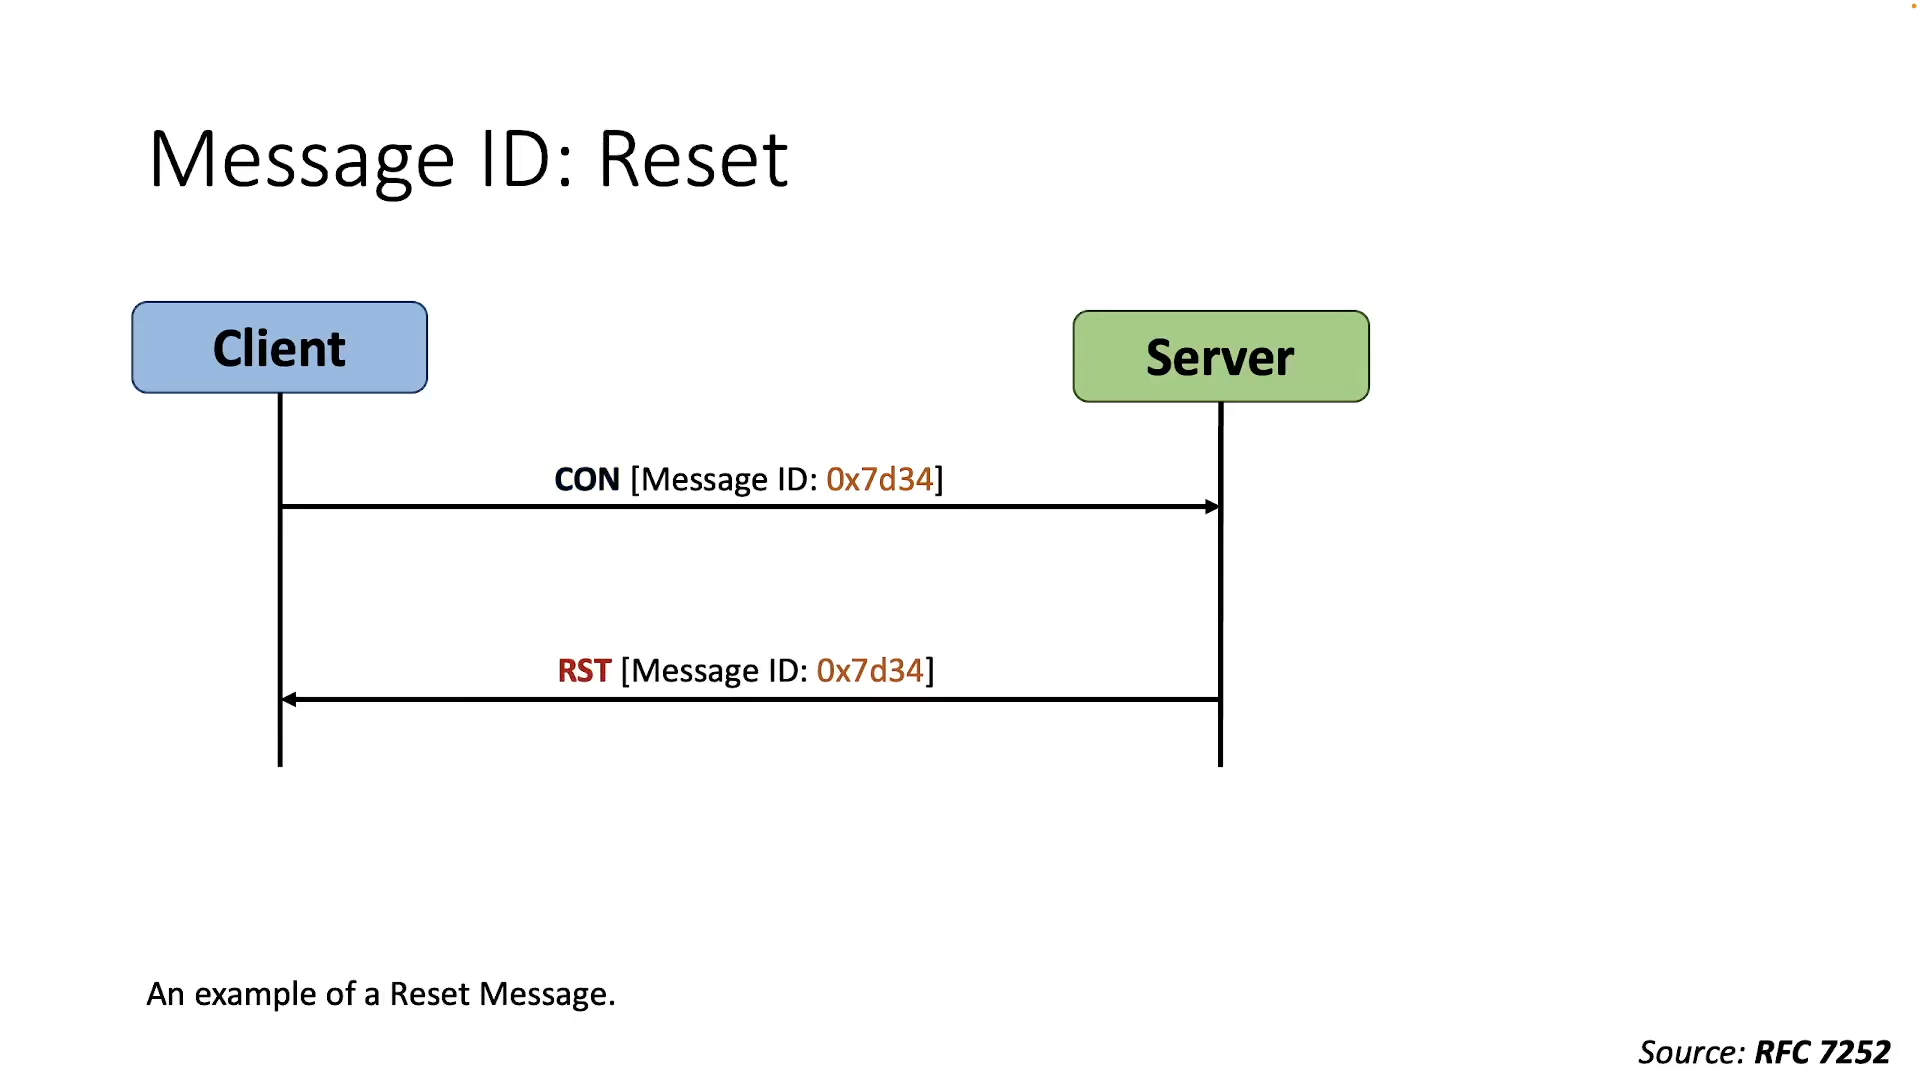 Message ID: Reset
Client
Server
CON [Message ID: 0x7d34]
RST [Message ID: 0x7d34]
An example of a Reset Message.
Source: RFC 7252